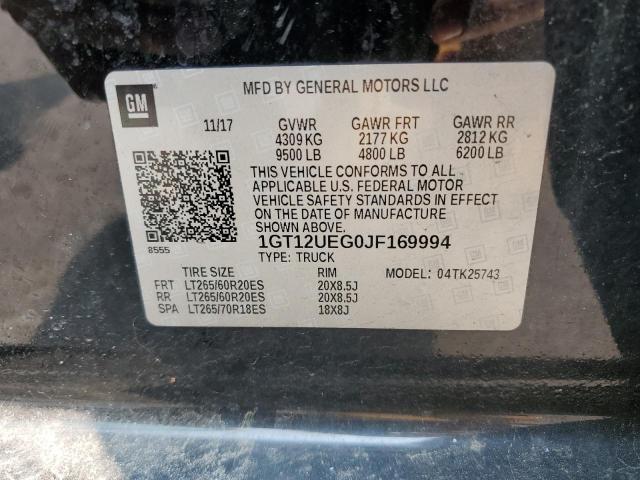 GM
MFD BY GENERAL MOTORS LLC
11/17 GVWR GAWR FRT GAWR RR
4309 KG 2177 KG 2812 KG
9500 LB 4800 LB 6200 LB
THIS VEHICLE CONFORMS TO ALL
APPLICABLE U.S. FEDERAL MOTOR
VEHICLE SAFETY STANDARDS IN EFFECT
ON THE DATE OF MANUFACTURE
SHOWN ABOVE.
8555
1GT12UEG0JF169994
TYPE: TRUCK
TIRE SIZE RIM MODEL: 04TK25743
FRT LT265/60R20ES 20X8.5J
RR LT265/60R20ES 20X8.5J
SPA LT265/70R18ES 18X8J